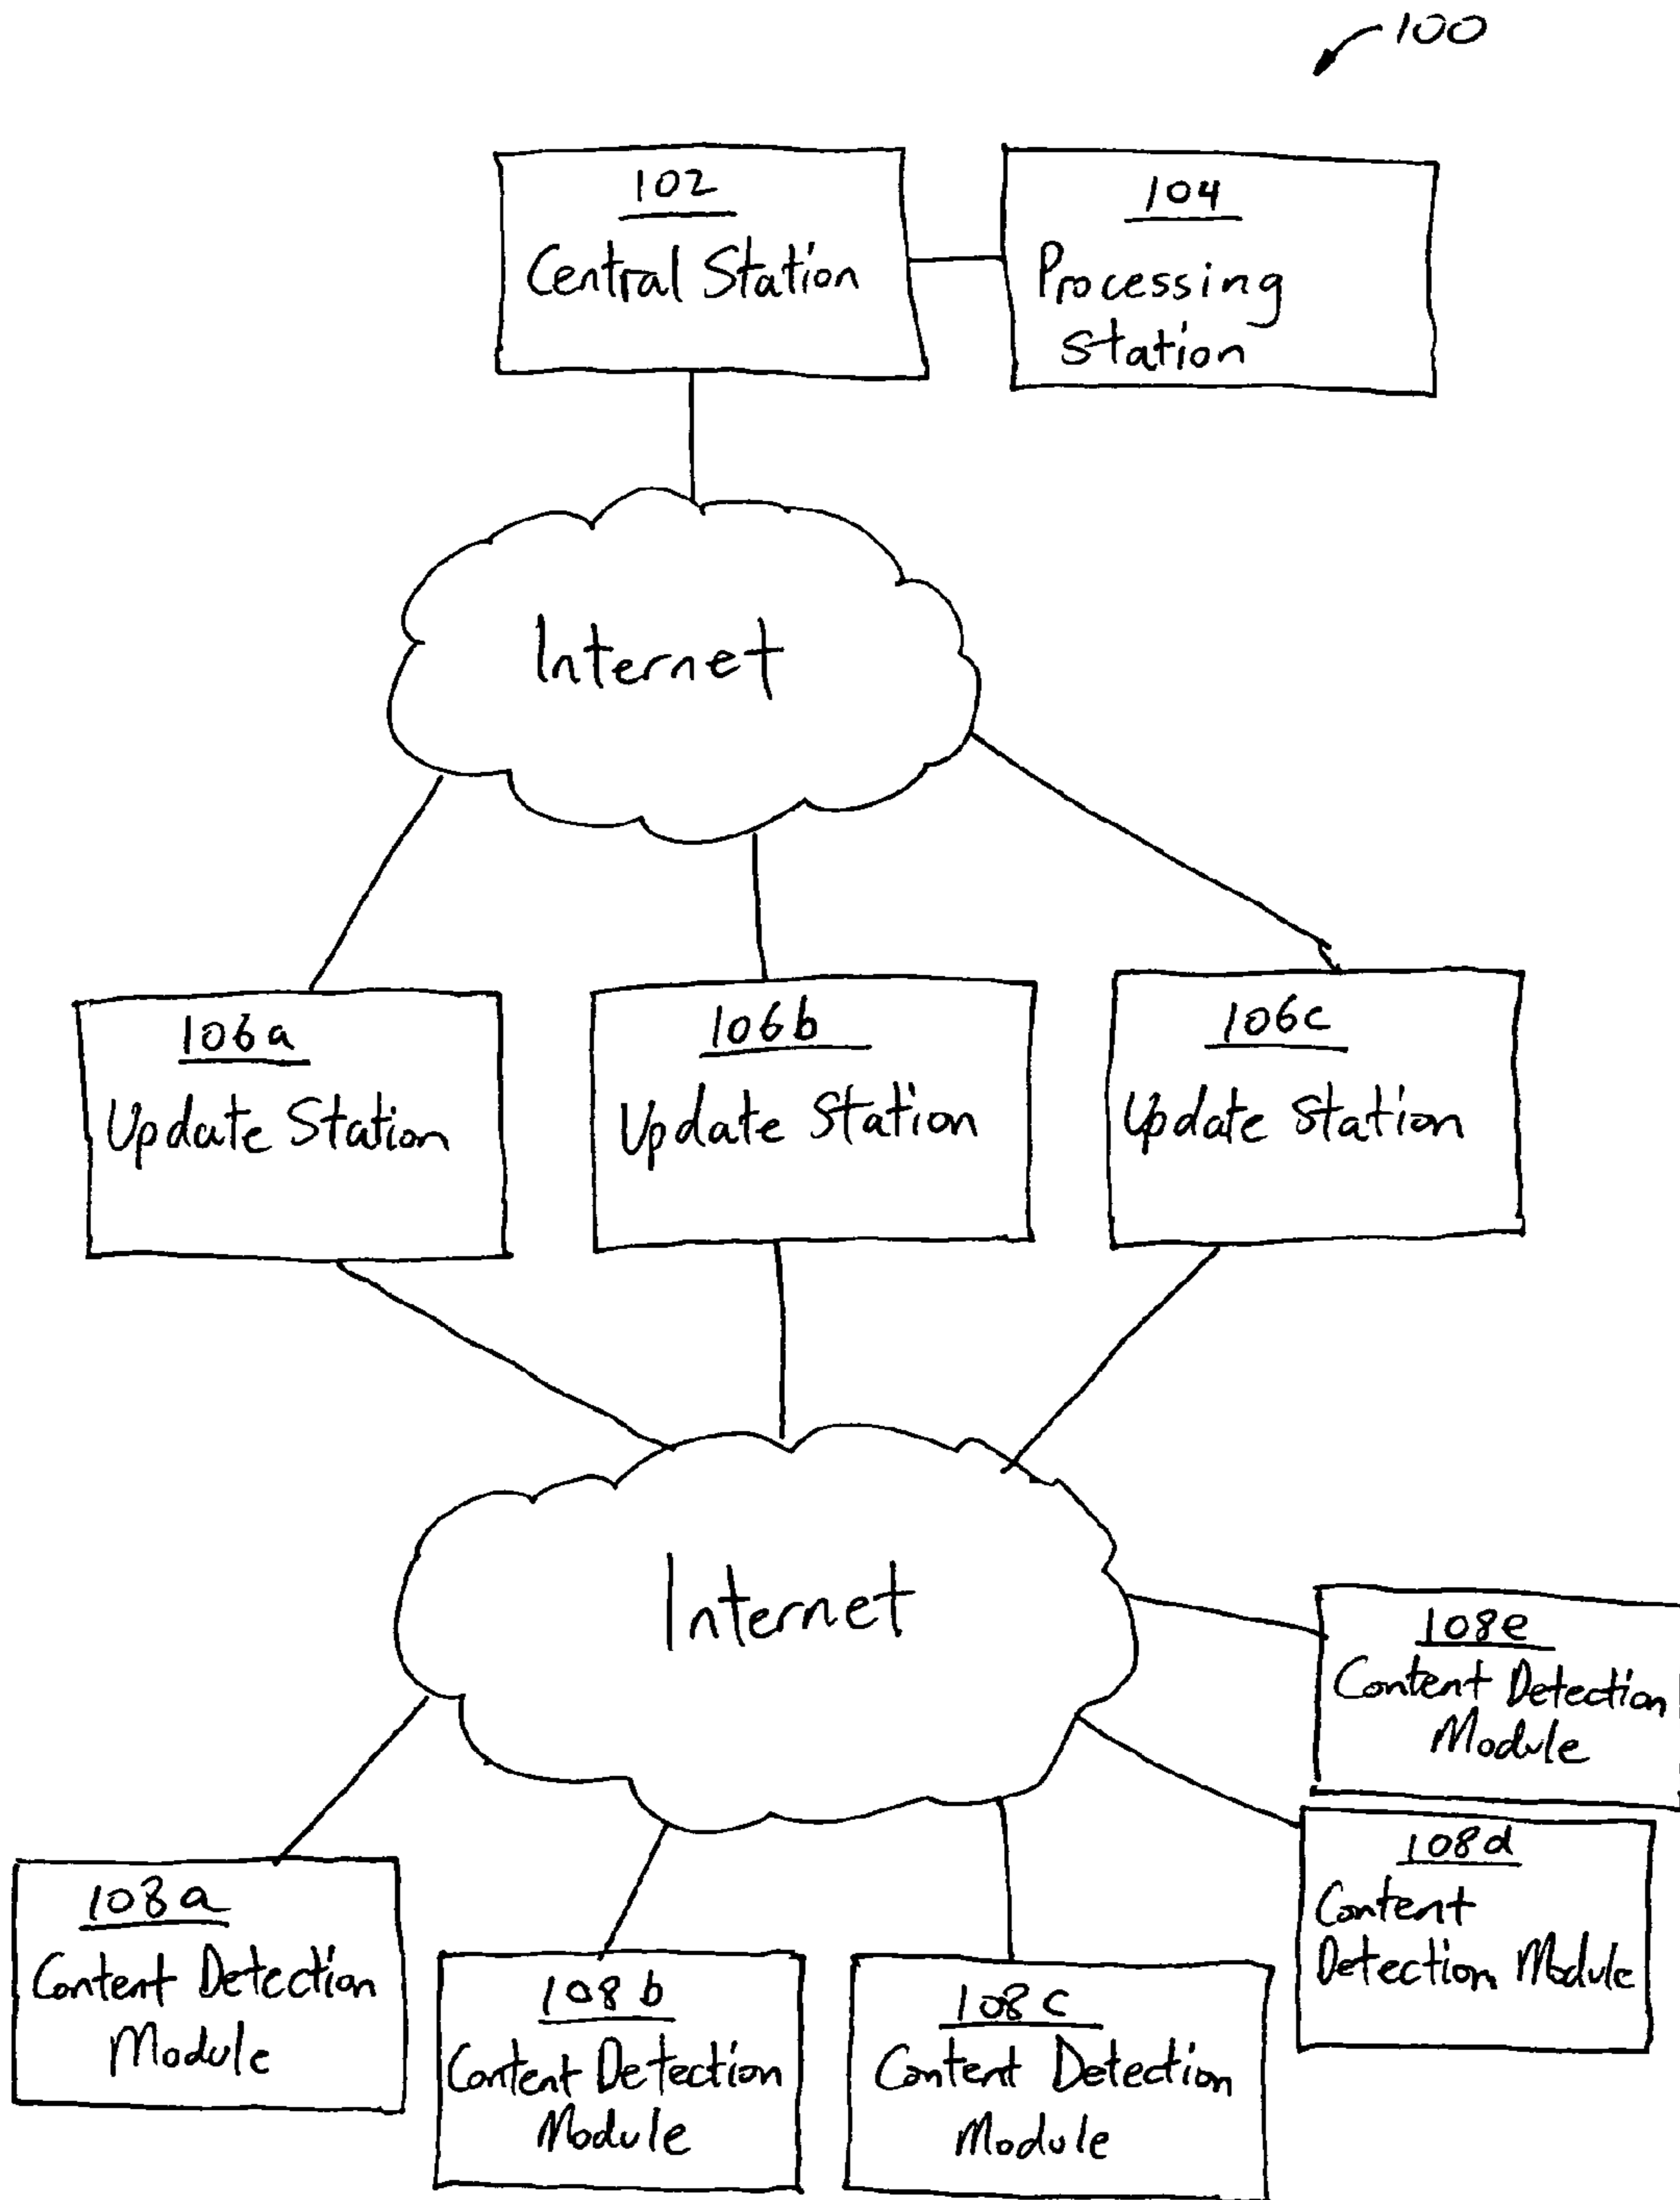 100
102
Central Station
104
Processing
Station
Internet
106a
Update Station
106b
Update Station
106c
Update Station
Internet
108e
Content Detection
Module
108d
Content
Detection Module
108a
Content Detection
Module
108b
Content Detection
Module
108c
Content Detection
Module